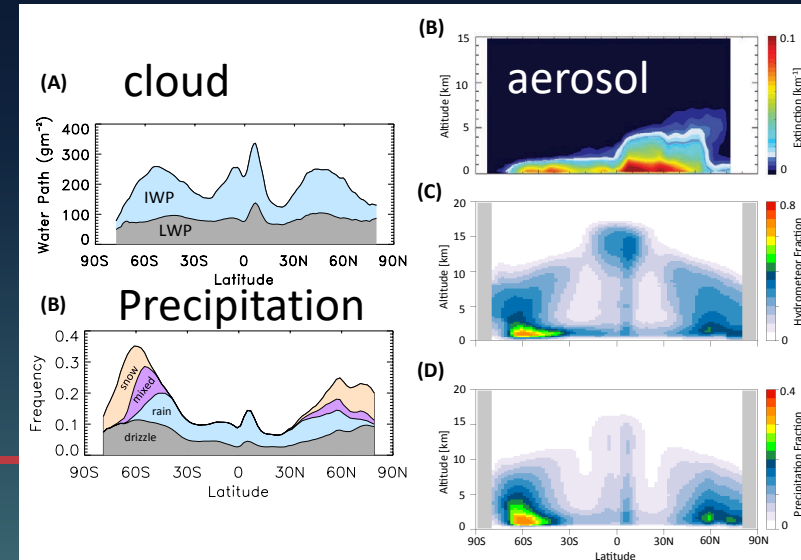 (A)
cloud
Water Path (gm⁻²)
400
300
200
100
0
IWP
LWP
90S 60S 30S 0 30N 60N 90N
Latitude
(B)
Precipitation
Frequency
0.4
0.3
0.2
0.1
0.0
snow
mixed
rain
drizzle
90S 60S 30S 0 30N 60N 90N
Latitude
(B)
aerosol
Altitude [km]
15
10
5
0
0.1
0
Extinction [km⁻¹]
(C)
Altitude [km]
20
15
10
5
0
0.8
0
Hydrometeor Fraction
(D)
Altitude [km]
20
15
10
5
0
0.4
0
Precipitation Fraction
90S 60S 30S 0 30N 60N 90N
Latitude